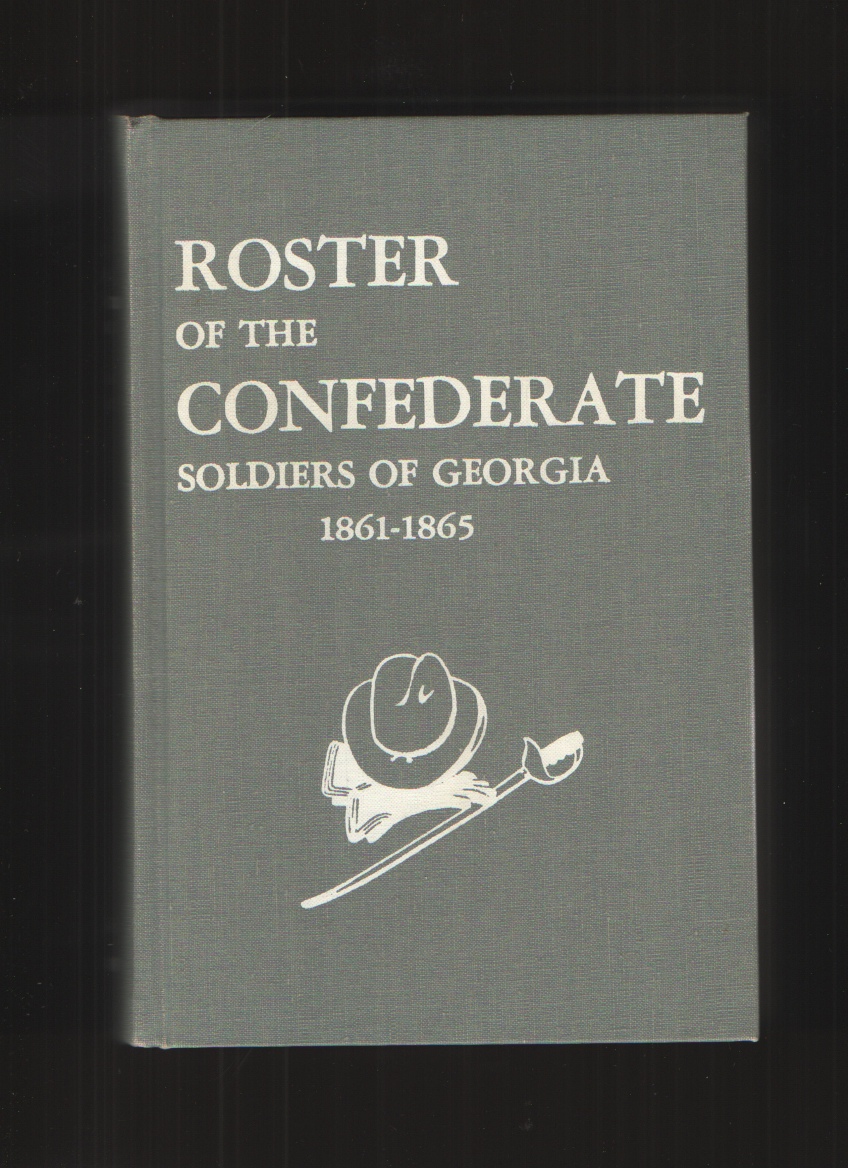 ROSTER
OF THE
CONFEDERATE
SOLDIERS OF GEORGIA
1861-1865